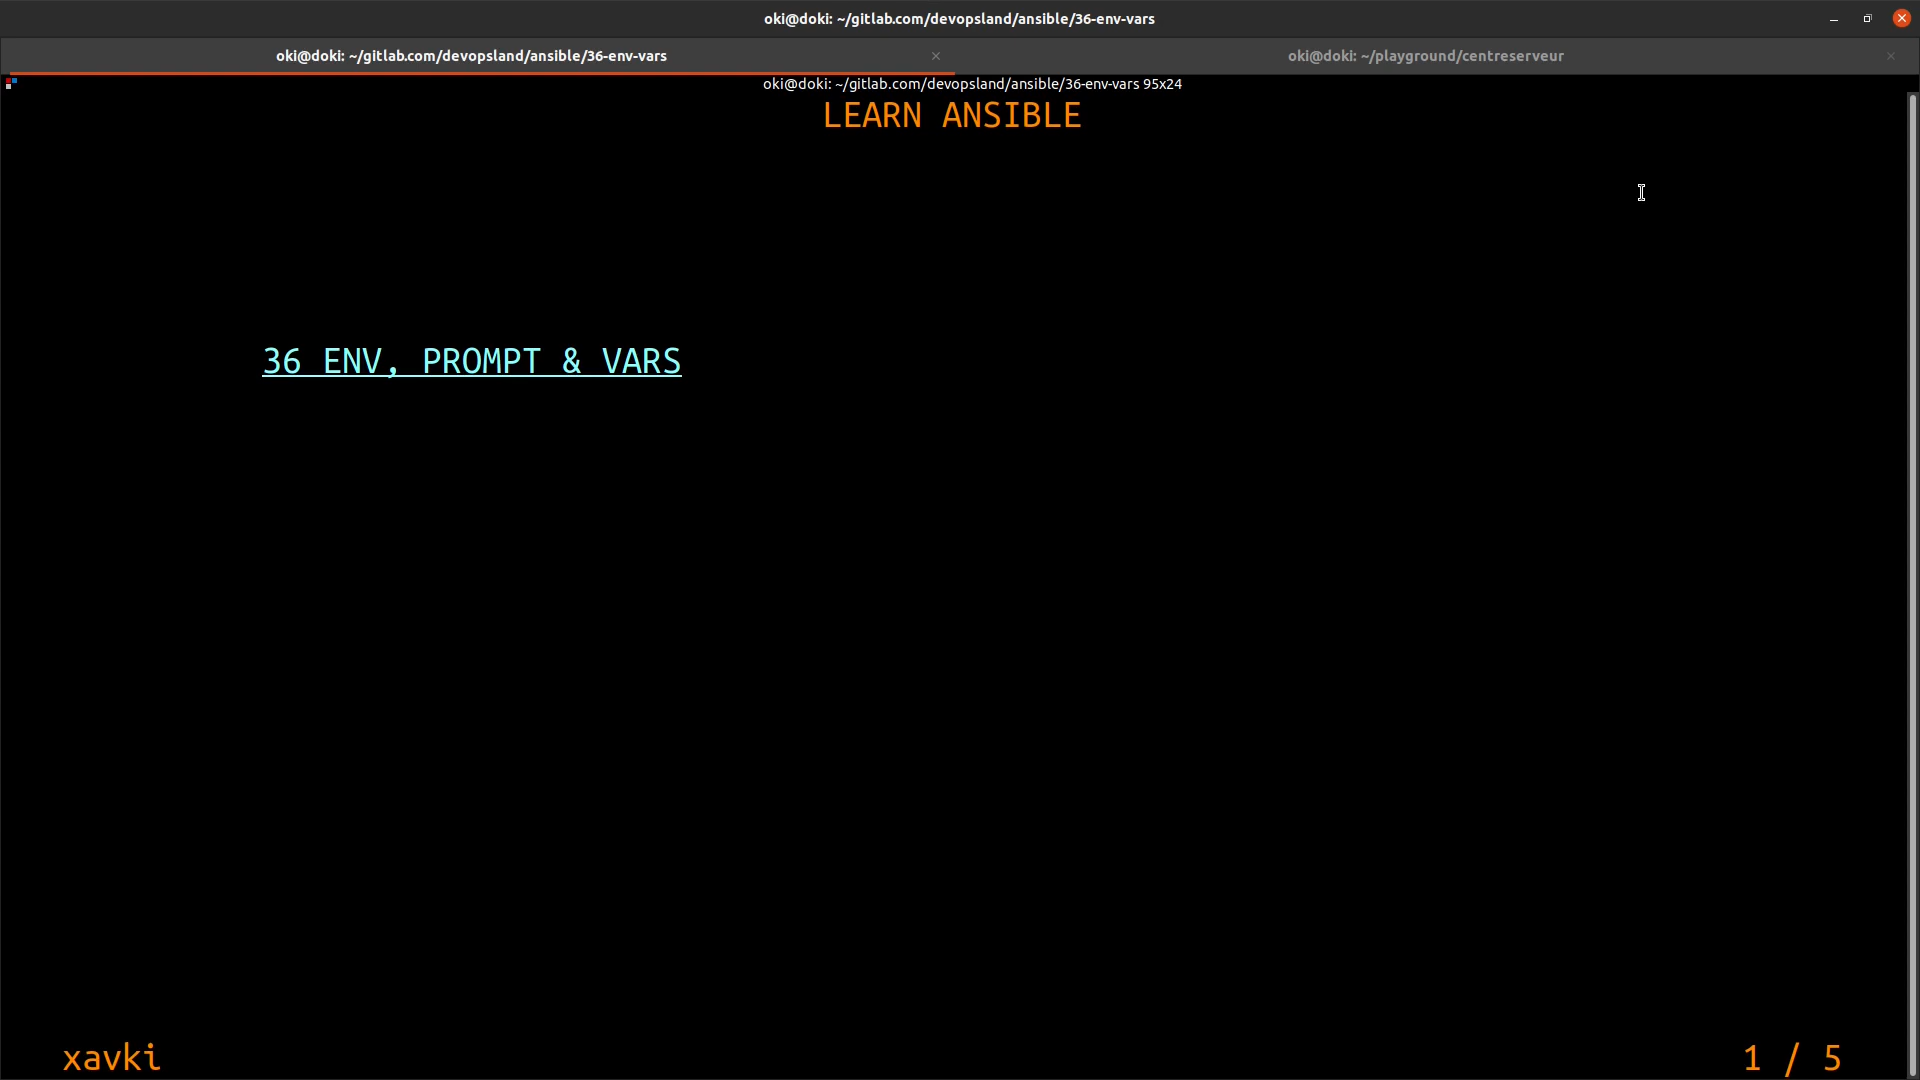 oki@doki: ~/gitlab.com/devopsland/ansible/36-env-vars
oki@doki: ~/gitlab.com/devopsland/ansible/36-env-vars
oki@doki: ~/playground/centreserveur
oki@doki: ~/gitlab.com/devopsland/ansible/36-env-vars 95x24
LEARN ANSIBLE
36 ENV, PROMPT & VARS
xavki
1 / 5